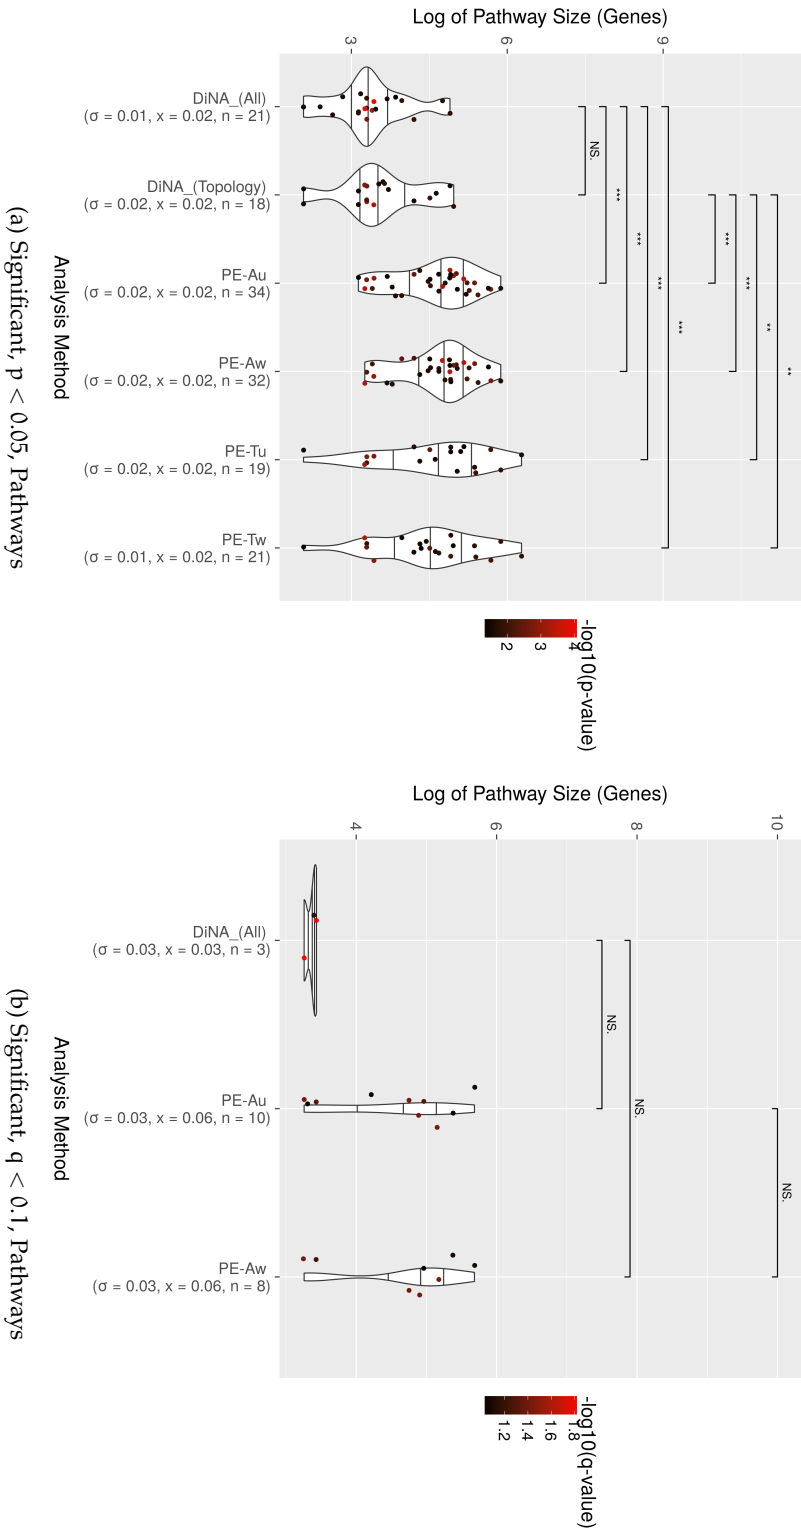 Log of Pathway Size (Genes)
3
6
9
DiNA_(All)
(σ = 0.01, x = 0.02, n = 21)
DiNA_(Topology)
(σ = 0.02, x = 0.02, n = 18)
PE-Au
(σ = 0.02, x = 0.02, n = 34)
PE-Aw
(σ = 0.02, x = 0.02, n = 32)
PE-Tu
(σ = 0.02, x = 0.02, n = 19)
PE-Tw
(σ = 0.01, x = 0.02, n = 21)
NS.
***
***
***
***
***
***
**
**
Analysis Method
-log10(p-value)
2
3
4
(a) Significant, p < 0.05, Pathways
Log of Pathway Size (Genes)
4
6
8
10
DiNA_(All)
(σ = 0.03, x = 0.03, n = 3)
PE-Au
(σ = 0.03, x = 0.06, n = 10)
PE-Aw
(σ = 0.03, x = 0.06, n = 8)
NS.
NS.
NS.
Analysis Method
-log10(q-value)
1.2
1.4
1.6
1.8
(b) Significant, q < 0.1, Pathways